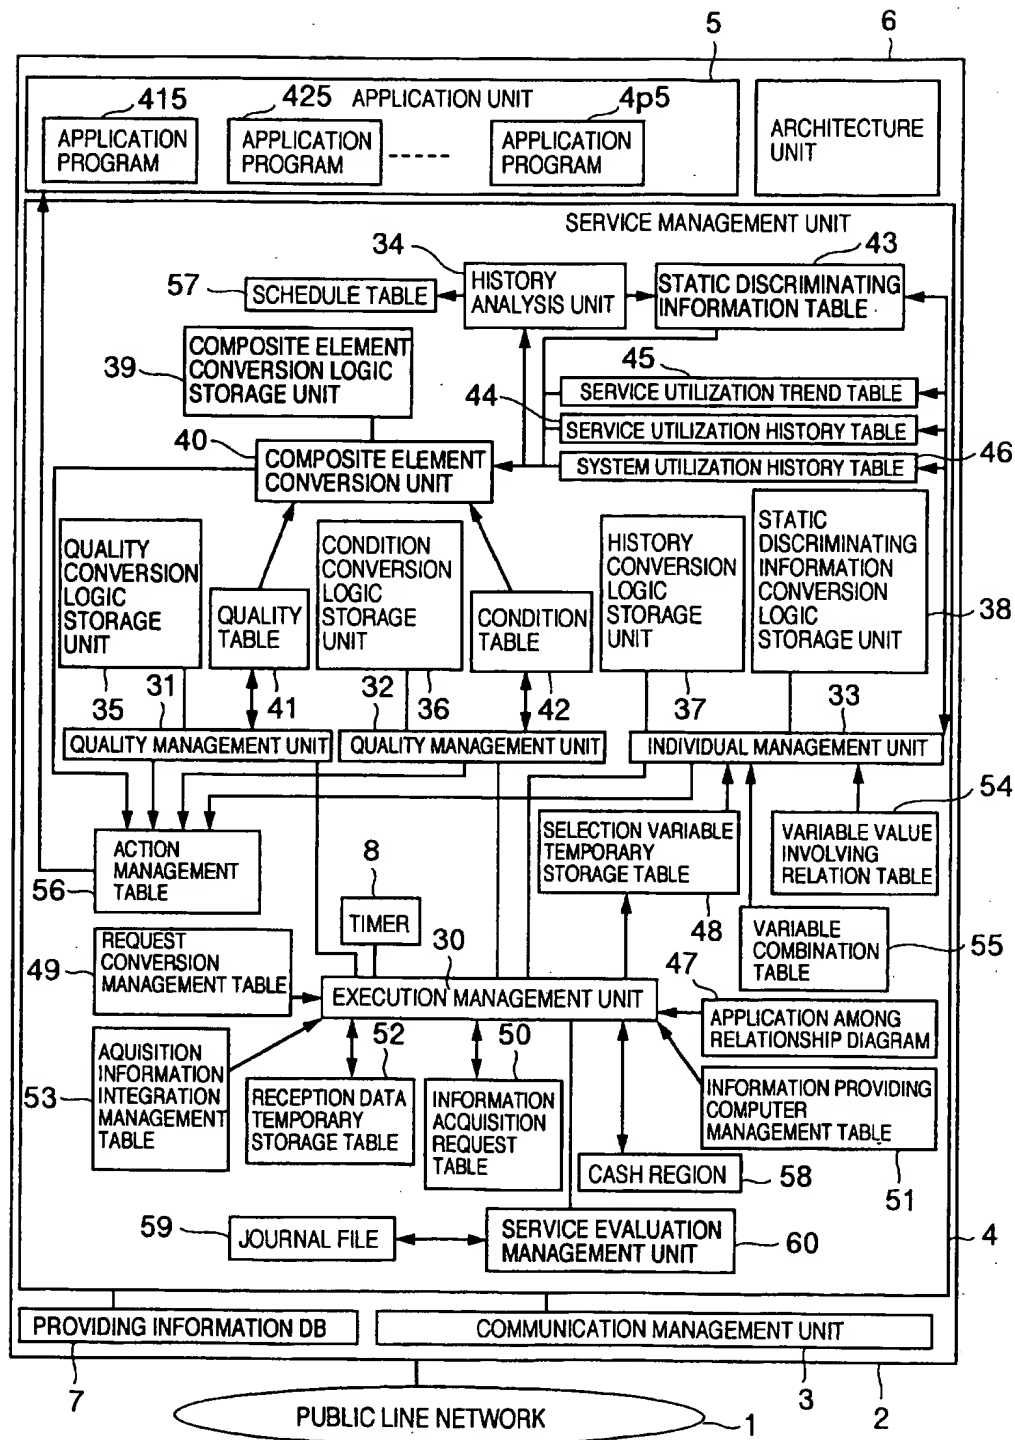 5
6
APPLICATION UNIT
415
425
4p5
APPLICATION
PROGRAM
APPLICATION
PROGRAM
APPLICATION
PROGRAM
ARCHITECTURE
UNIT
SERVICE MANAGEMENT UNIT
34
43
57
SCHEDULE TABLE
HISTORY
ANALYSIS UNIT
STATIC DISCRIMINATING
INFORMATION TABLE
39
COMPOSITE ELEMENT
CONVERSION LOGIC
STORAGE UNIT
45
SERVICE UTILIZATION TREND TABLE
44
SERVICE UTILIZATION HISTORY TABLE
46
SYSTEM UTILIZATION HISTORY TABLE
40
COMPOSITE ELEMENT
CONVERSION UNIT
QUALITY
CONVERSION
LOGIC
STORAGE
UNIT
QUALITY
TABLE
CONDITION
CONVERSION
LOGIC
STORAGE
UNIT
CONDITION
TABLE
HISTORY
CONVERSION
LOGIC
STORAGE
UNIT
STATIC
DISCRIMINATING
INFORMATION
CONVERSION
LOGIC
STORAGE UNIT
38
35
31
41
32
36
42
37
33
QUALITY MANAGEMENT UNIT
QUALITY MANAGEMENT UNIT
INDIVIDUAL MANAGEMENT UNIT
54
ACTION
MANAGEMENT
TABLE
56
8
TIMER
SELECTION VARIABLE
TEMPORARY
STORAGE TABLE
48
VARIABLE VALUE
INVOLVING
RELATION TABLE
VARIABLE
COMBINATION
TABLE
55
49
REQUEST
CONVERSION
MANAGEMENT TABLE
30
EXECUTION MANAGEMENT UNIT
47
APPLICATION AMONG
RELATIONSHIP DIAGRAM
53
AQUISITION
INFORMATION
INTEGRATION
MANAGEMENT
TABLE
52
RECEPTION DATA
TEMPORARY
STORAGE TABLE
50
INFORMATION
ACQUISITION
REQUEST
TABLE
INFORMATION PROVIDING
COMPUTER
MANAGEMENT TABLE
51
CASH REGION
58
59
JOURNAL FILE
SERVICE EVALUATION
MANAGEMENT UNIT
60
4
PROVIDING INFORMATION DB
COMMUNICATION MANAGEMENT UNIT
7
3
2
PUBLIC LINE NETWORK
1